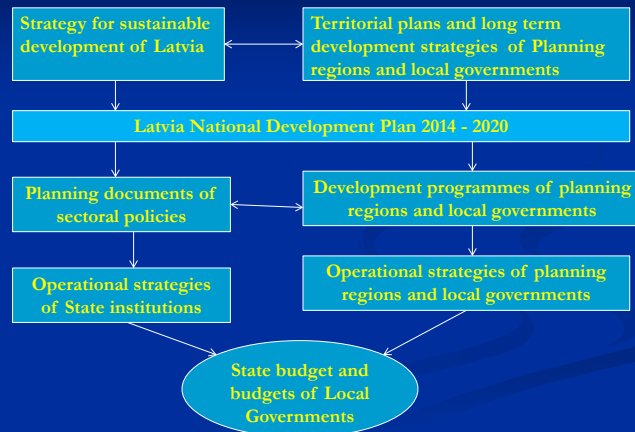 Strategy for sustainable
development of Latvia
Territorial plans and long term
development strategies of Planning
regions and local governments
Latvia National Development Plan 2014 - 2020
Planning documents of
sectoral policies
Development programmes of planning
regions and local governments
Operational strategies
of State institutions
Operational strategies of planning
regions and local governments
State budget and
budgets of Local
Governments